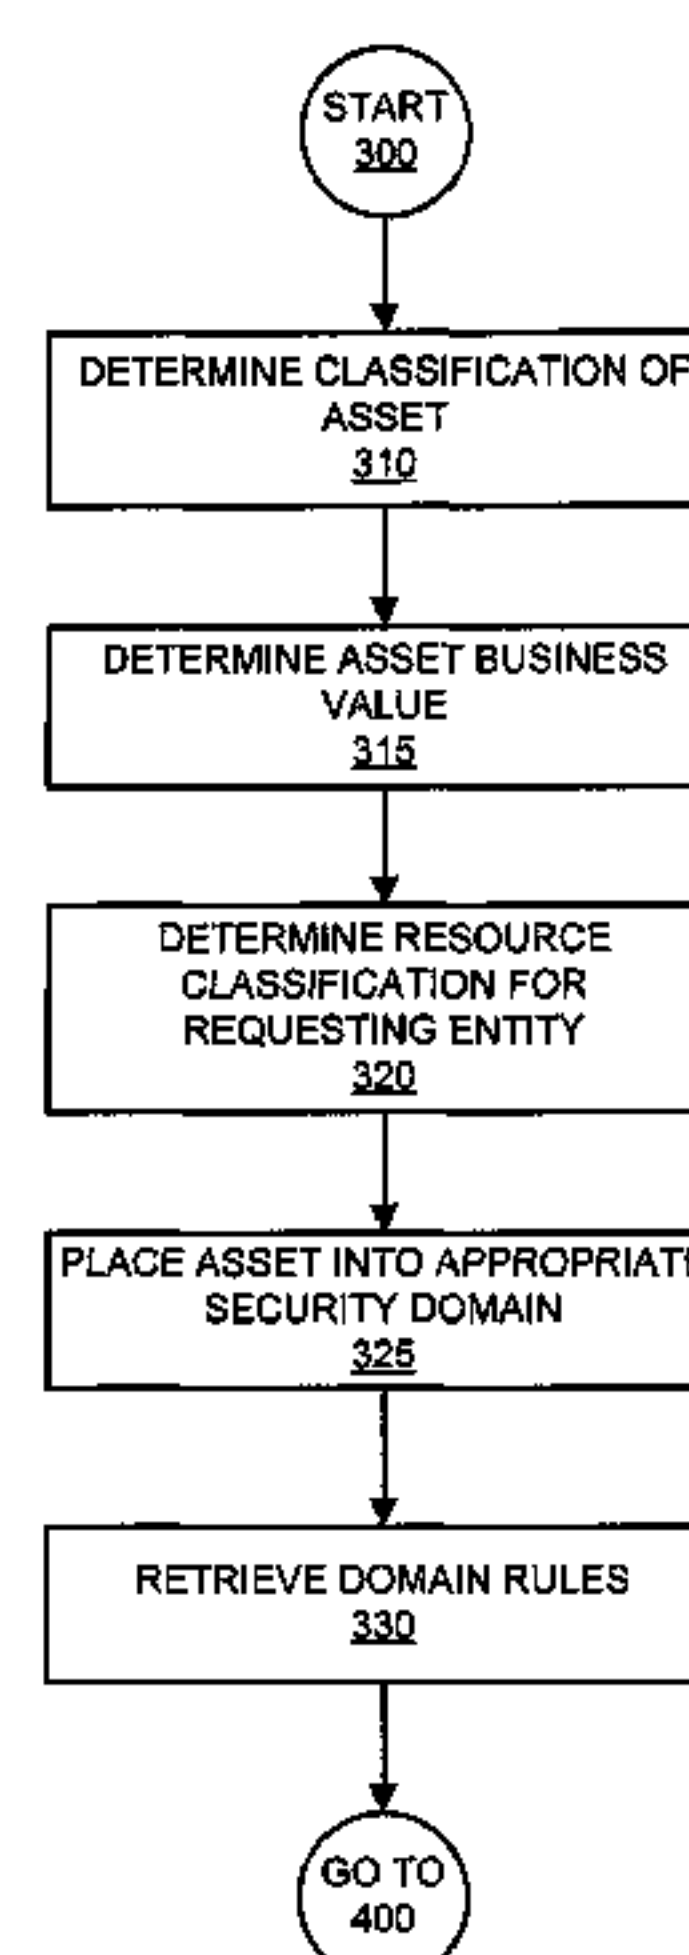 START
300
DETERMINE CLASSIFICATION OF
ASSET
310
DETERMINE ASSET BUSINESS
VALUE
315
DETERMINE RESOURCE
CLASSIFICATION FOR
REQUESTING ENTITY
320
PLACE ASSET INTO APPROPRIATE
SECURITY DOMAIN
325
RETRIEVE DOMAIN RULES
330
GO TO
400